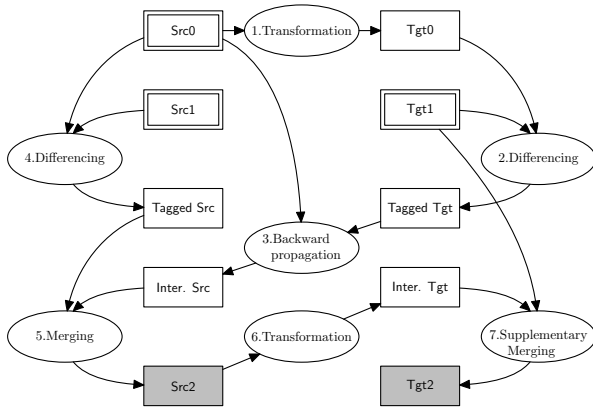 Src0
1.Transformation
Tgt0
Src1
Tgt1
4.Differencing
2.Differencing
Tagged Src
Tagged Tgt
3.Backward
propagation
Inter. Src
Inter. Tgt
5.Merging
6.Transformation
7.Supplementary
Merging
Src2
Tgt2